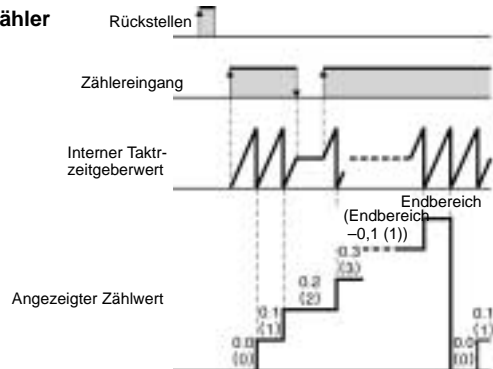 ähler
Rückstellen
Zählereingang
Interner Taktr-
zeitgeberwert
Endbereich
(Endbereich
–0,1 (1))
0.3
(3)
0.2
(2)
Angezeigter Zählwert
0.1
(1)
0.1
(1)
0.0
(0)
0.0
(0)